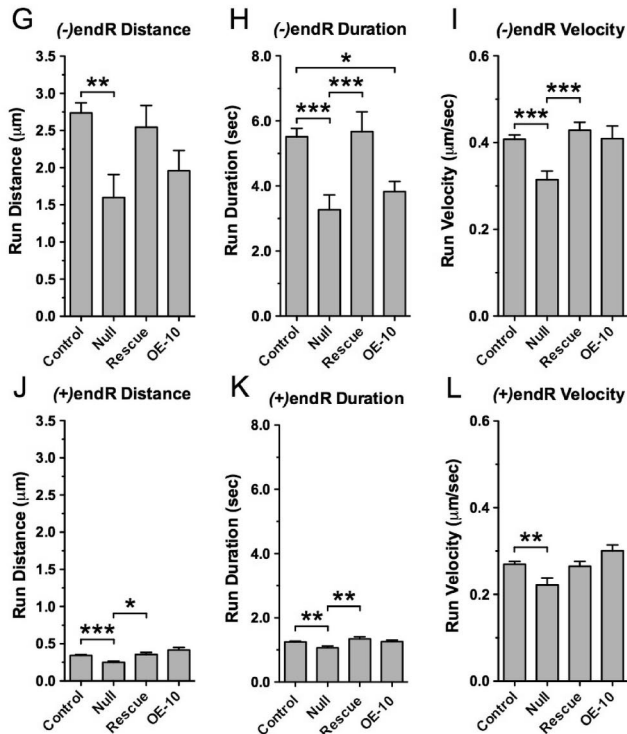 G (-)endR Distance
Run Distance (μm)
3.5
3.0
2.5
2.0
1.5
1.0
0.5
0.0
**
Control
Null
Rescue
OE-10
H (-)endR Duration
Run Duration (sec)
8.0
6.0
4.0
2.0
0.0
*
***
***
Control
Null
Rescue
OE-10
I (-)endR Velocity
Run Velocity (μm/sec)
0.6
0.4
0.2
0.0
***
***
Control
Null
Rescue
OE-10
J (+)endR Distance
Run Distance (μm)
3.5
3.0
2.5
2.0
1.5
1.0
0.5
0.0
***
*
Control
Null
Rescue
OE-10
K (+)endR Duration
Run Duration (sec)
8.0
6.0
4.0
2.0
0.0
**
**
Control
Null
Rescue
OE-10
L (+)endR Velocity
Run Velocity (μm/sec)
0.6
0.4
0.2
0.0
**
Control
Null
Rescue
OE-10